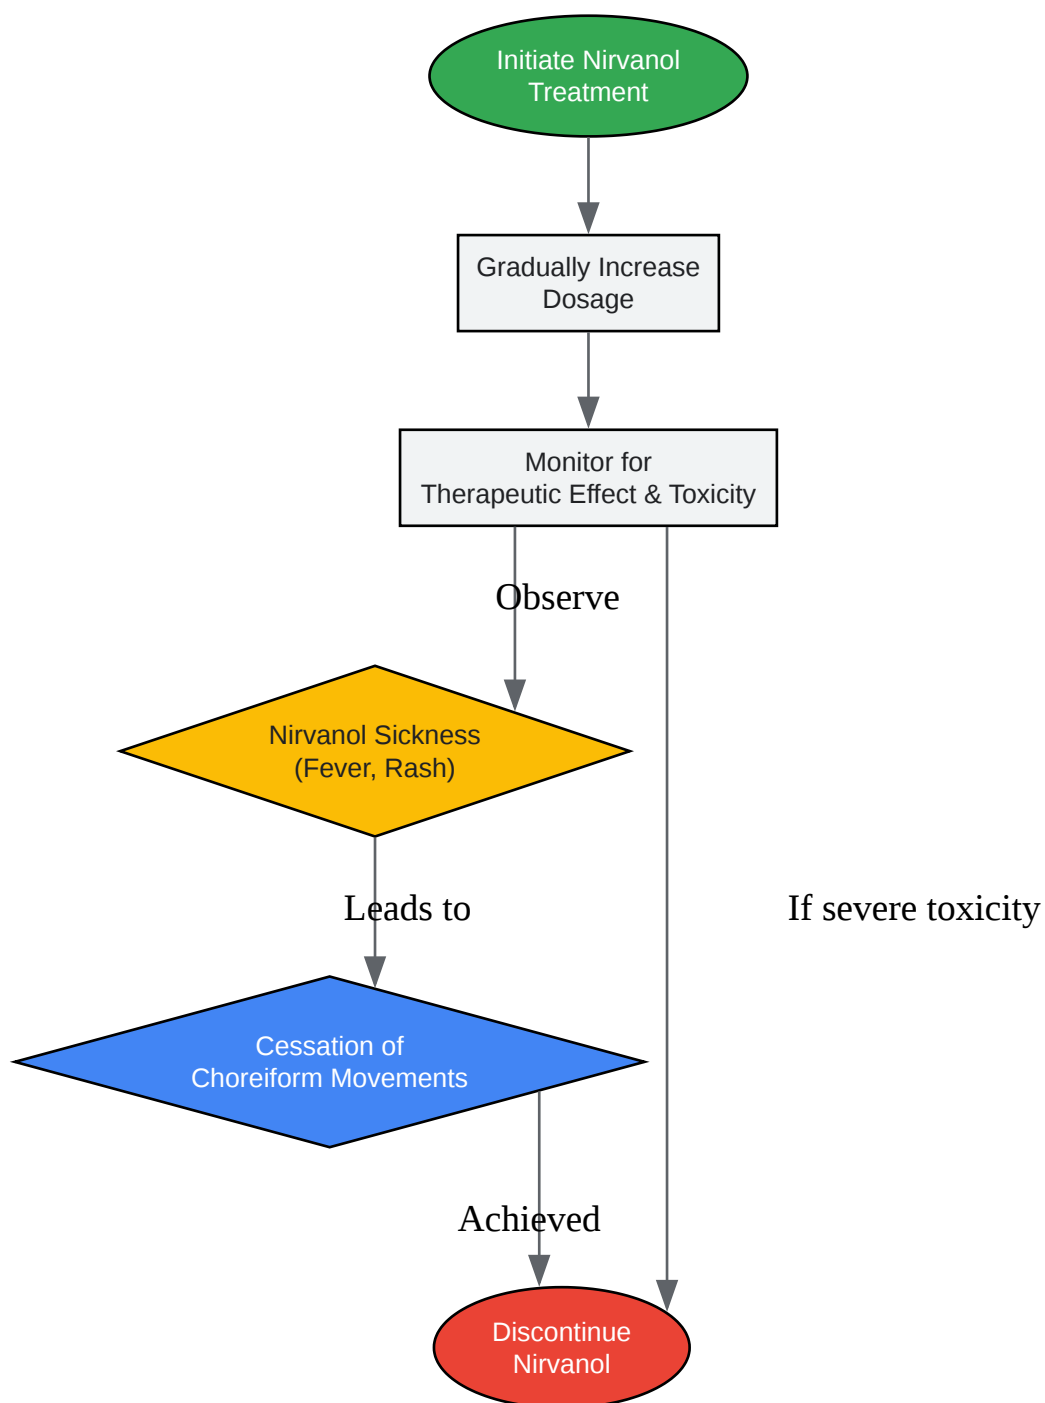 Initiate Nirvanol
Treatment
Gradually Increase
Dosage
Monitor for
Therapeutic Effect & Toxicity
Observe
Nirvanol Sickness
(Fever, Rash)
Leads to
If severe toxicity
Cessation of
Choreiform Movements
Achieved
Discontinue
Nirvanol